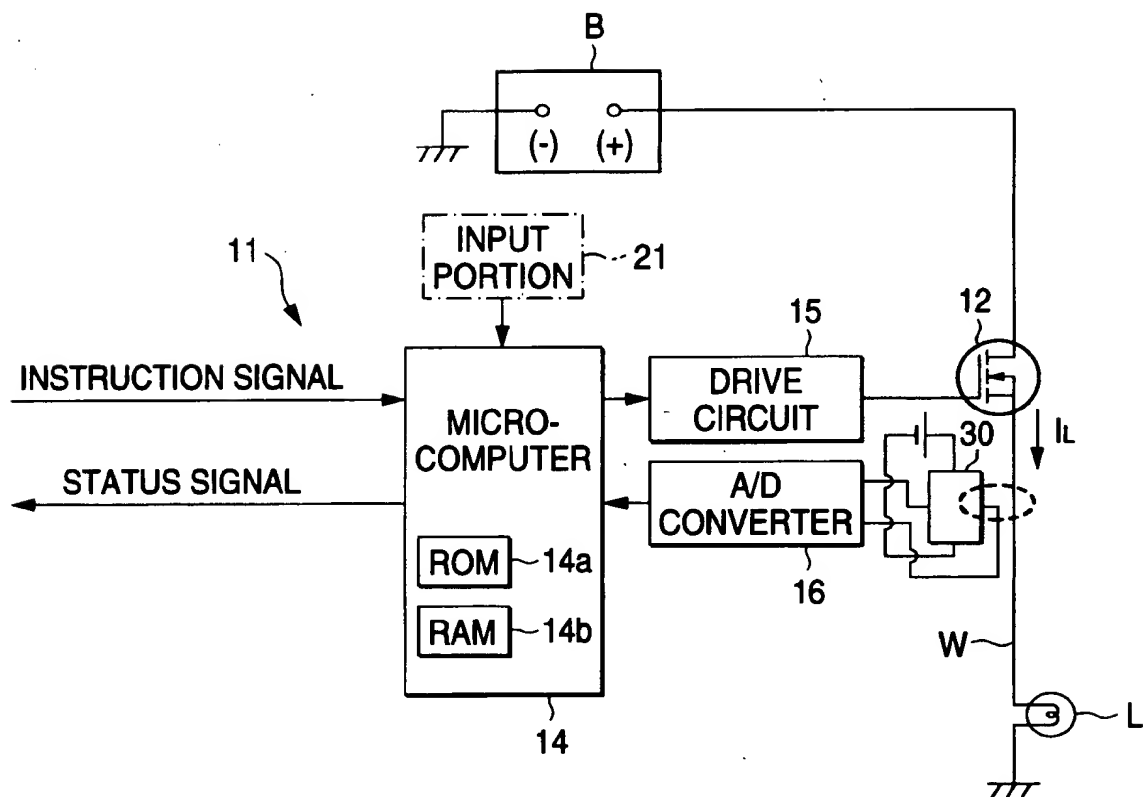 B
(-) (+)
INPUT
PORTION
21
11
12
15
INSTRUCTION SIGNAL
DRIVE
CIRCUIT
MICRO-
COMPUTER
30
IL
STATUS SIGNAL
A/D
CONVERTER
16
ROM
14a
RAM
14b
W
14
L